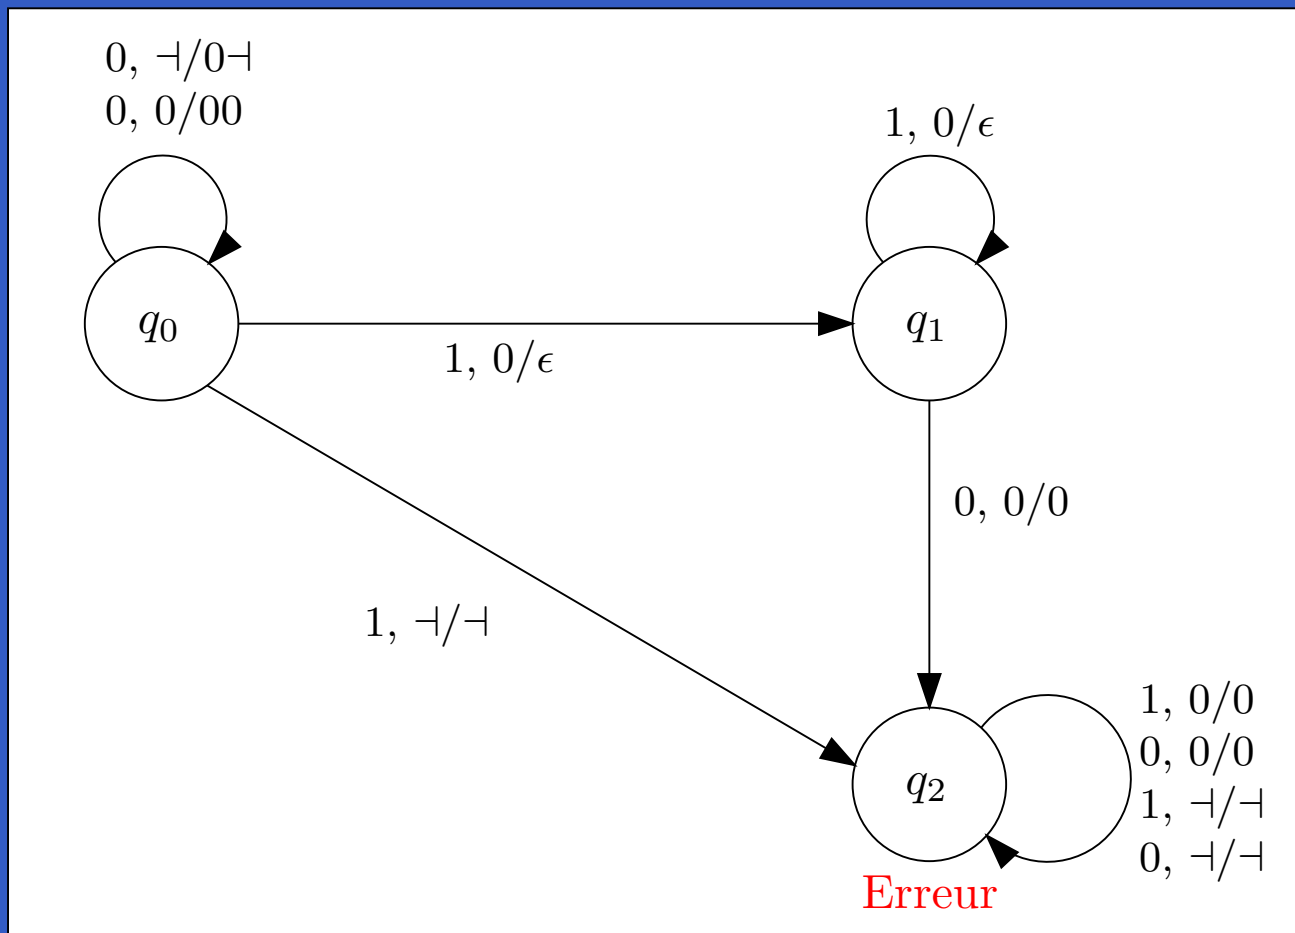 0, ⊣/0⊣
0, 0/00
1, 0/ϵ
q₀
q₁
1, 0/ϵ
0, 0/0
1, ⊣/⊣
1, 0/0
0, 0/0
1, ⊣/⊣
0, ⊣/⊣
q₂
Erreur